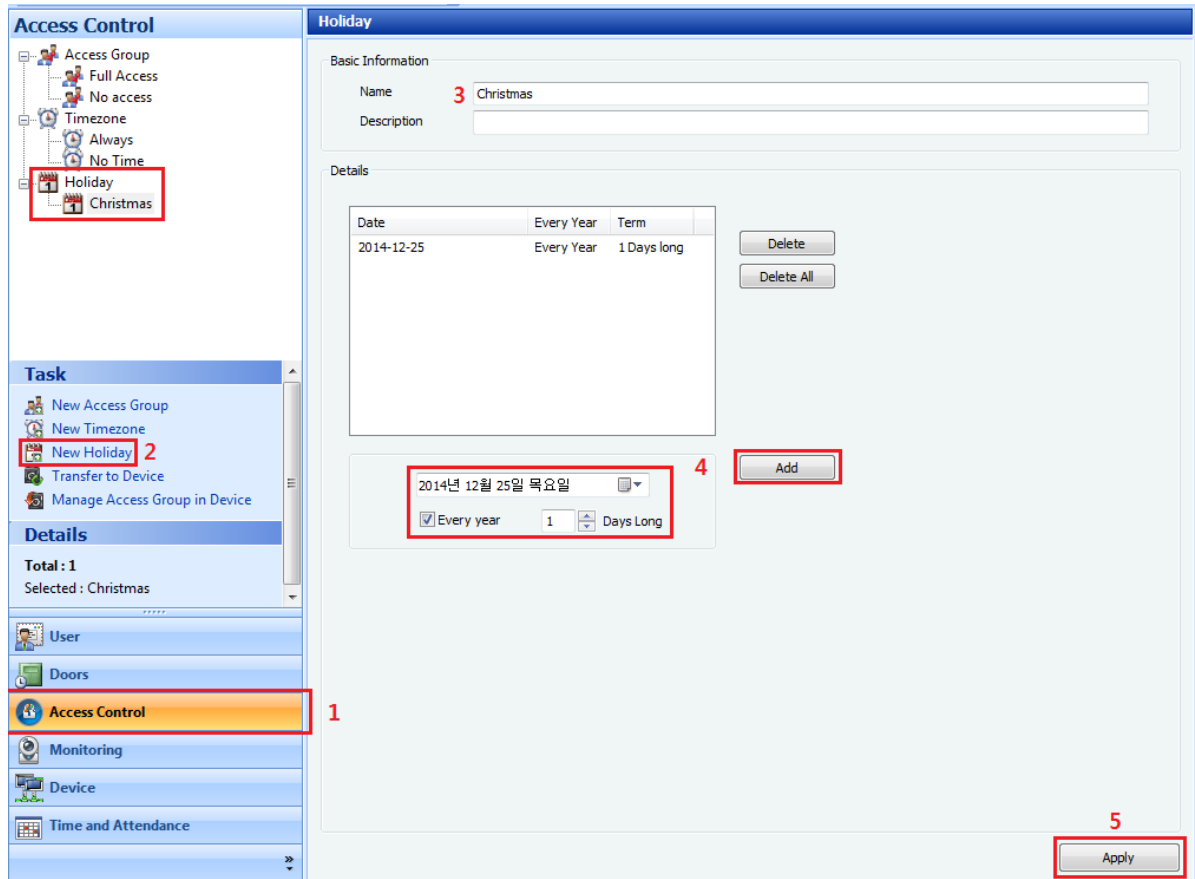 Access Control
Access Group
Full Access
No access
Timezone
Always
No Time
Holiday
Christmas
Task
New Access Group
New Timezone
New Holiday 2
Transfer to Device
Manage Access Group in Device
Details
Total : 1
Selected : Christmas
User
Doors
Access Control 1
Monitoring
Device
Time and Attendance
Holiday
Basic Information
Name 3 Christmas
Description
Details
Date Every Year Term
2014-12-25 Every Year 1 Days long
Delete
Delete All
4 Add
2014년 12월 25일 목요일
Every year 1 Days Long
5
Apply